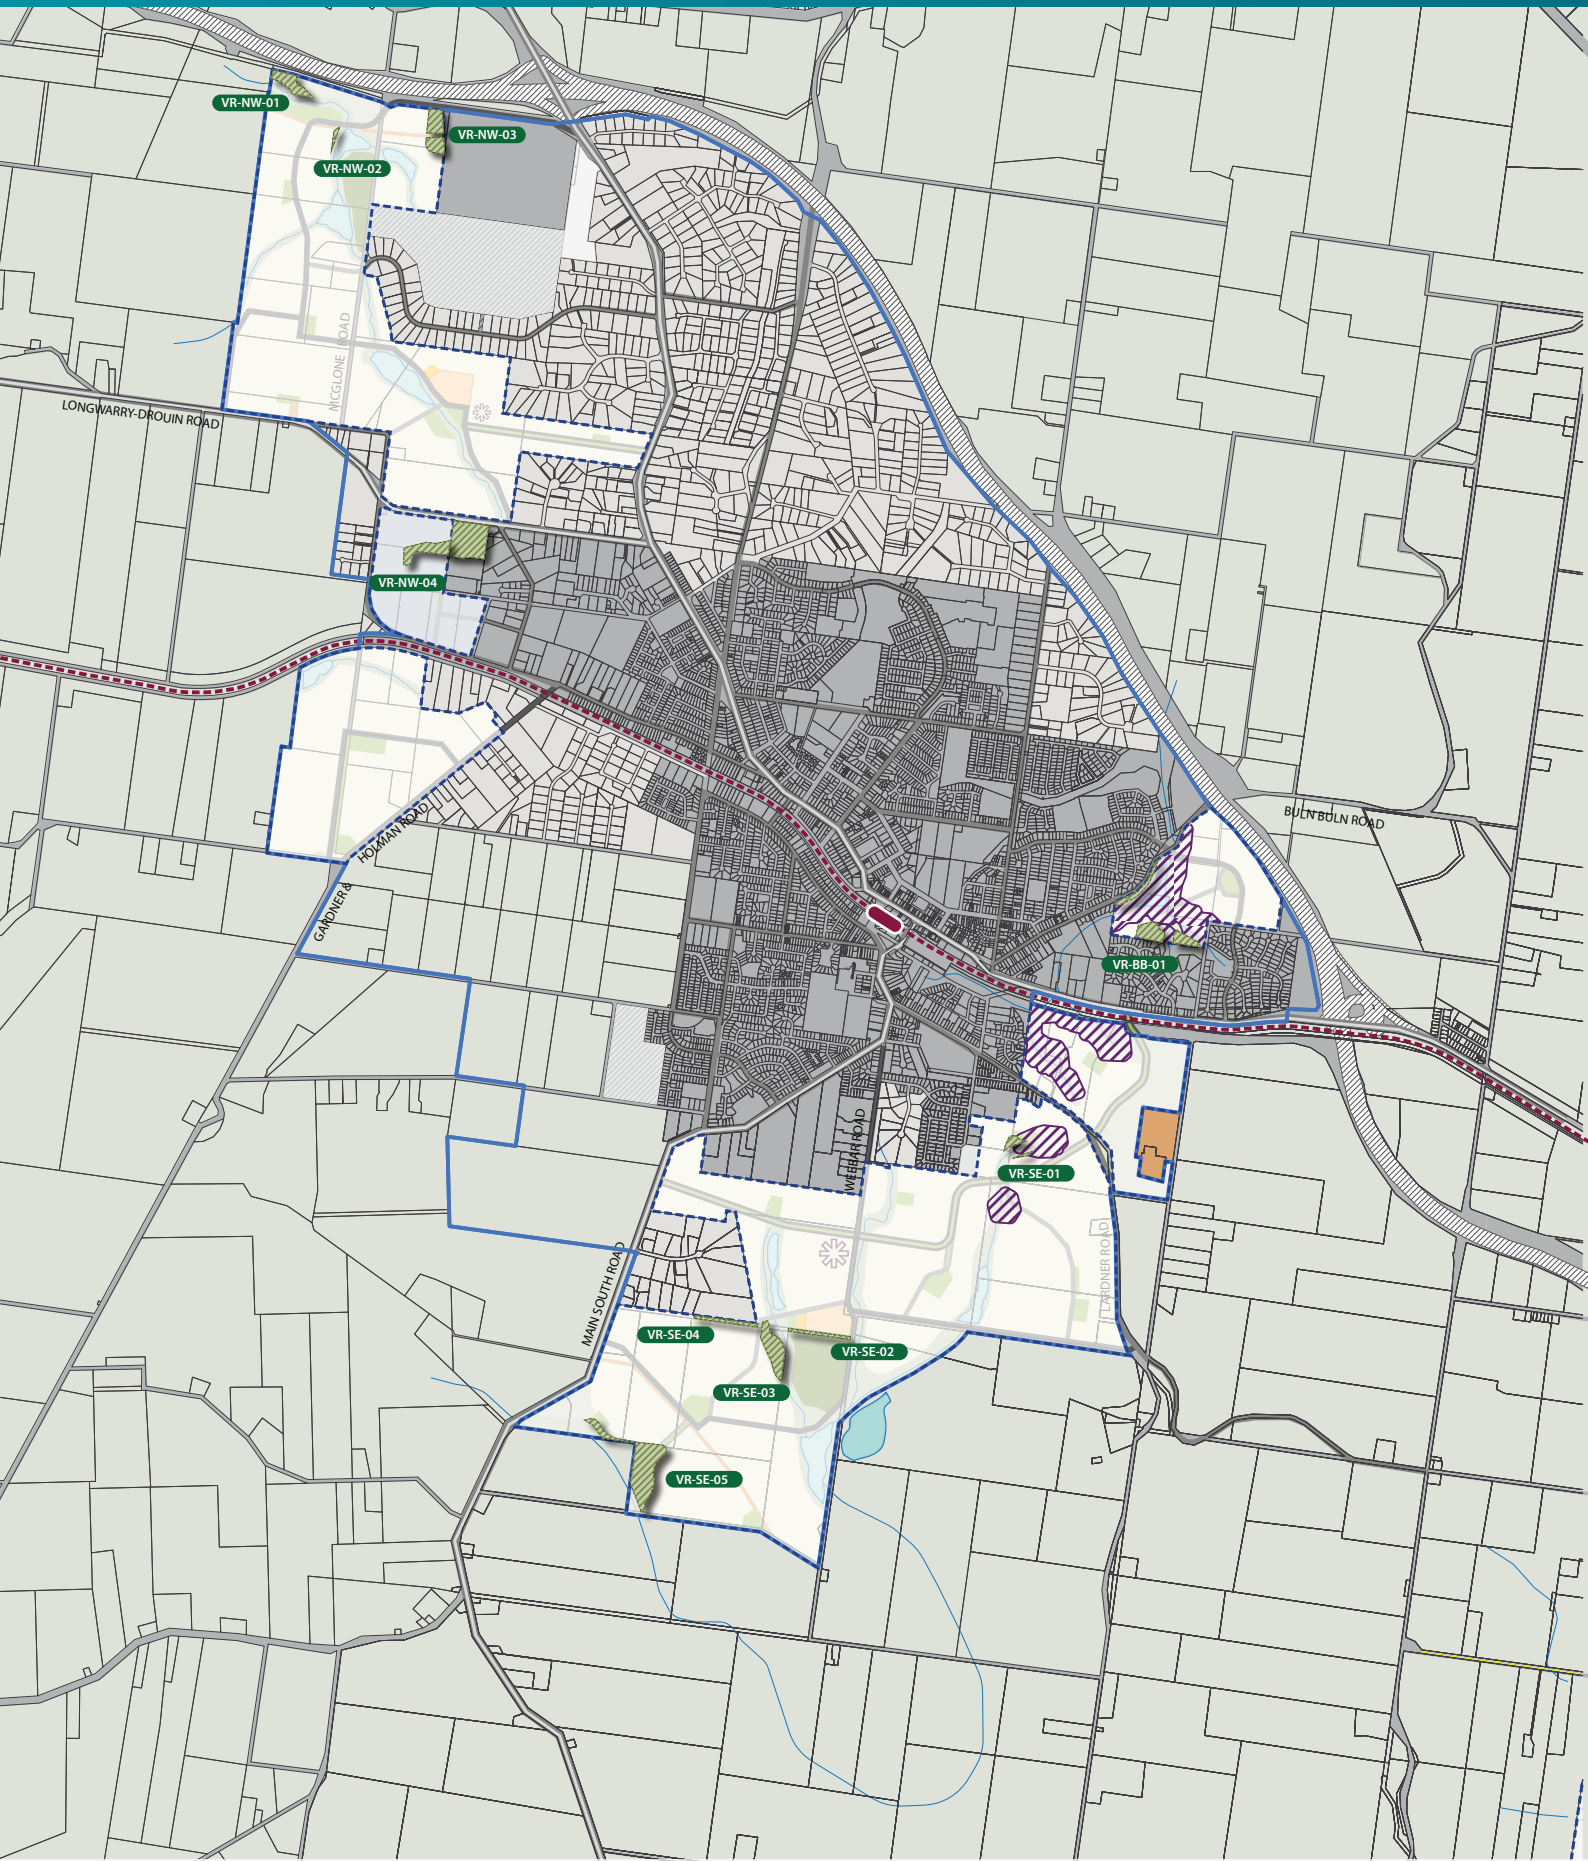 VR-NW-01
VR-NW-03
VR-NW-02
MCGLONE ROAD
LONGWARRY-DROUIN ROAD
VR-NW-04
BULN BULN ROAD
HOLMAN ROAD
GARDNER &
VR-BB-01
WEEBAR ROAD
VR-SE-01
LARDNER ROAD
MAIN SOUTH ROAD
VR-SE-04
VR-SE-02
VR-SE-03
VR-SE-05